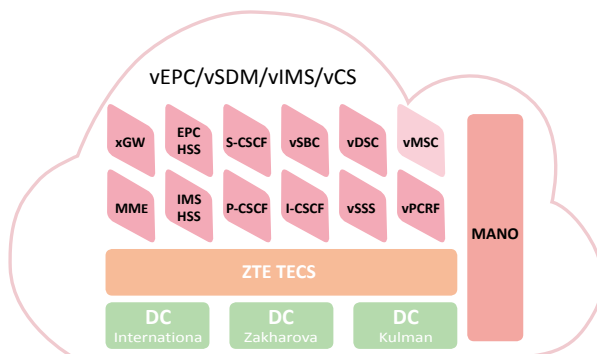 vEPC/vSDM/vIMS/vCS
xGW
EPC
HSS
S-CSCF
vSBC
vDSC
vMSC
MME
IMS
HSS
P-CSCF
I-CSCF
vSSS
vPCRF
MANO
ZTE TECS
DC
Internationa
DC
Zakharova
DC
Kulman